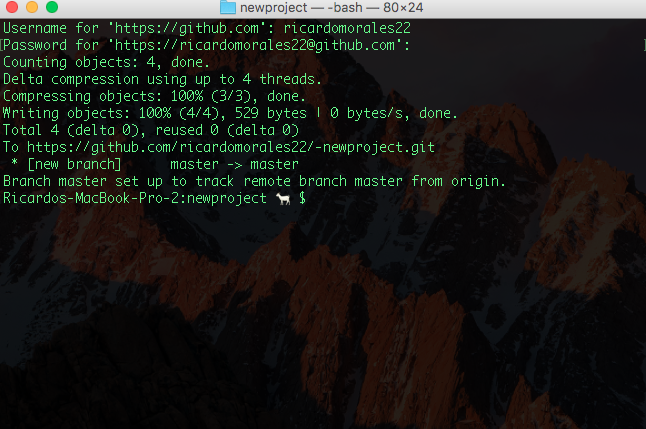 newproject — -bash — 80×24
Username for 'https://github.com': ricardomorales22
Password for 'https://ricardomorales22@github.com':
Counting objects: 4, done.
Delta compression using up to 4 threads.
Compressing objects: 100% (3/3), done.
Writing objects: 100% (4/4), 529 bytes | 0 bytes/s, done.
Total 4 (delta 0), reused 0 (delta 0)
To https://github.com/ricardomorales22/-newproject.git
 * [new branch]      master -> master
Branch master set up to track remote branch master from origin.
Ricardos-MacBook-Pro-2:newproject 🐐 $